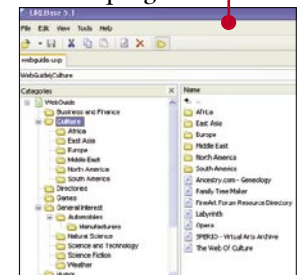 URLBase 5.1
File Edit View Tools Help
webguide.uxp
WebGuide\Culture
Categories
Name
WebGuide
Business and Finance
Culture
Africa
East Asia
Europe
Middle East
North America
South America
Directories
Games
General Interest
Automobiles
Manufacturers
Natural Science
Science and Technology
Science Fiction
Weather
..
Africa
East Asia
Europe
Middle East
North America
South America
Ancestry.com - Geneology
Family Tree Maker
FineArt Forum Resource Directory
Labyrinth
Opera
SPIRED - Virtual Arts Archive
The Web Of Culture